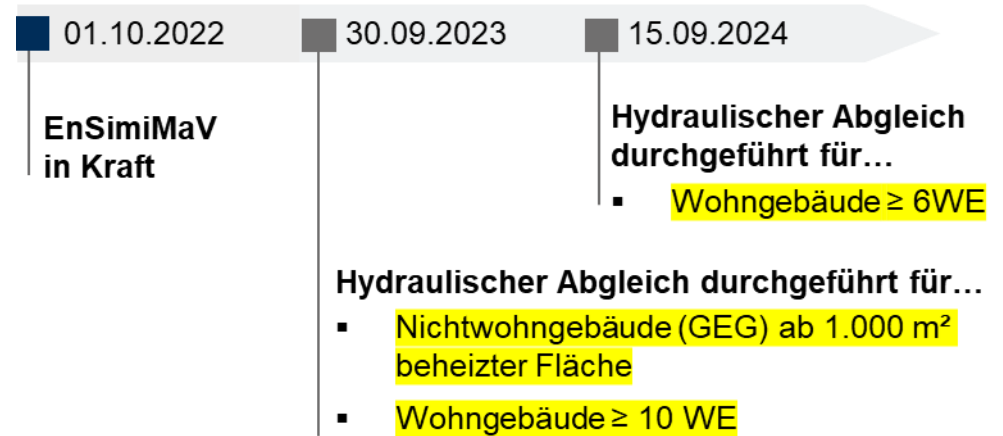 01.10.2022
30.09.2023
15.09.2024
EnSimiMaV
in Kraft
Hydraulischer Abgleich
durchgeführt für…
▪ Wohngebäude ≥ 6WE
Hydraulischer Abgleich durchgeführt für…
▪ Nichtwohngebäude (GEG) ab 1.000 m²
beheizter Fläche
▪ Wohngebäude ≥ 10 WE